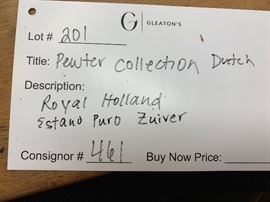 G | GLEATON'S
Lot # 201
Title: Pewter collection Dutch
Description:
Royal Holland
Estano Puro Zuiver
Consignor # 461 Buy Now Price: